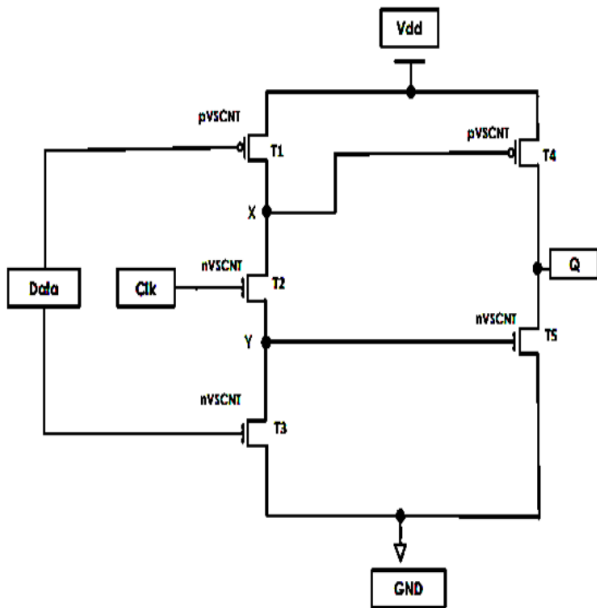 Vdd
pVSCNT
pVSCNT
T1
T4
X
nVSCNT
Data
Clk
T2
Q
nVSCNT
Y
T5
nVSCNT
T3
GND